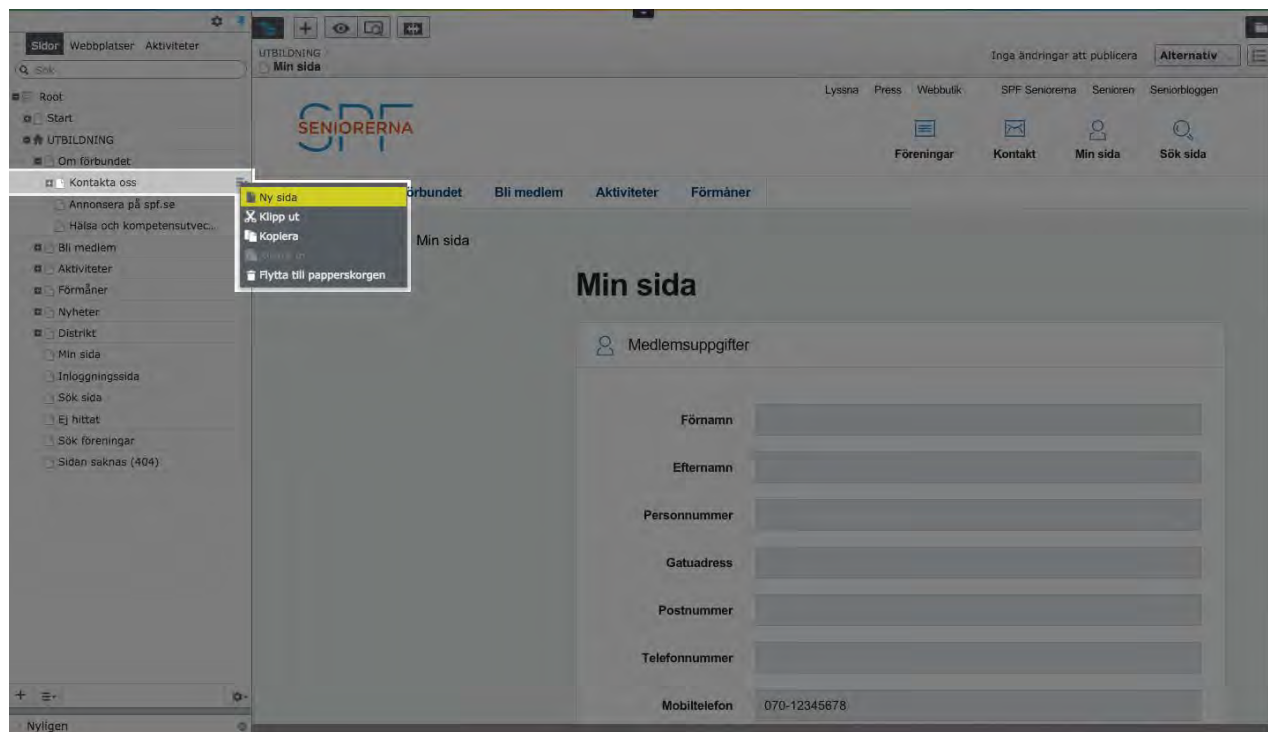 Sidor Webbplatser Aktiviteter
Sök
Root
Start
UTBILDNING
Om förbundet
Kontakta oss
Annonsera på spf.se
Hälsa och kompetensutvec..
Bli medlem
Aktiviteter
Förmåner
Nyheter
Distrikt
Min sida
Inloggningssida
Sök sida
Ej hittat
Sök föreningar
Sidan saknas (404)
Nyligen
Ny sida
Klipp ut
Kopiera
Flytta till papperskorgen
UTBILDNING
Min sida
Inga ändringar att publicera Alternativ
Lyssna Press Webbutik SPF Seniorerna Senioren Seniorbloggen
SPF
SENIORERNA
Föreningar Kontakt Min sida Sök sida
örbundet Bli medlem Aktiviteter Förmåner
Min sida
Min sida
Medlemsuppgifter
Förnamn
Efternamn
Personnummer
Gatuadress
Postnummer
Telefonnummer
Mobiltelefon 070-12345678